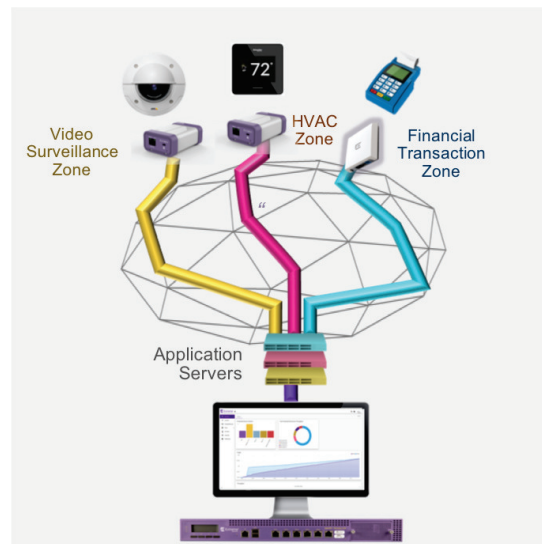 72°
Video
Surveillance
Zone
HVAC
Zone
Financial
Transaction
Zone
“
Application
Servers